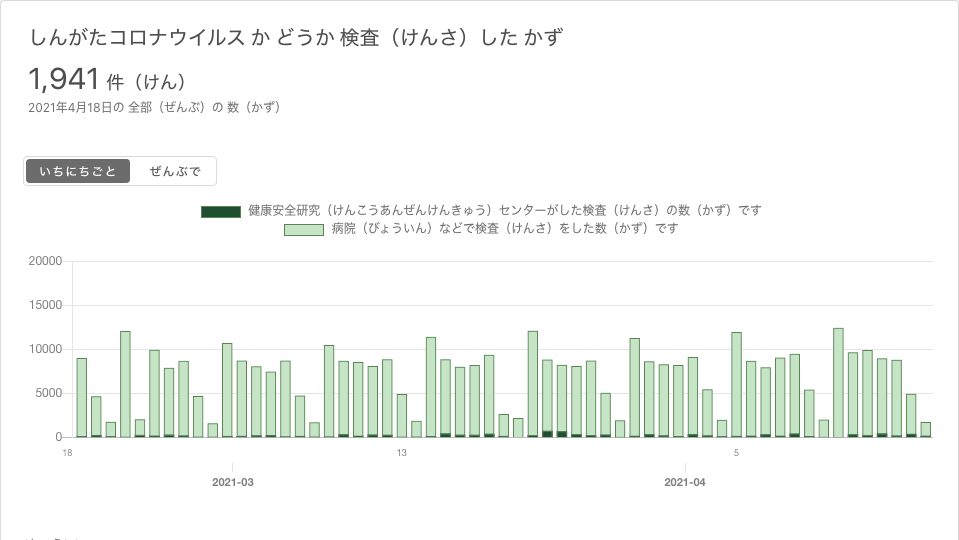 しんがたコロナウイルス か どうか 検査（けんさ）した かず
1,941 件（けん）
2021年4月18日の 全部（ぜんぶ）の 数（かず）
いちにちごと ぜんぶで
健康安全研究（けんこうあんぜんけんきゅう）センターがした検査（けんさ）の数（かず）です
病院（びょういん）などで検査（けんさ）をした数（かず）です
20000
15000
10000
5000
0
18 13 5
2021-03 2021-04